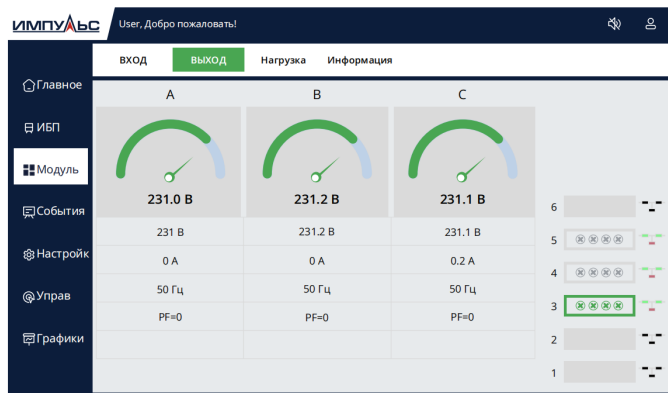 ИМПУЛЬС
User, Добро пожаловать!
ВХОД ВЫХОД Нагрузка Информация
Главное
ИБП
Модуль
События
Настройк
Управ
Графики
A B C
231.0 В 231.2 В 231.1 В
231 В 231.2 В 231.1 В
0 А 0 А 0.2 А
50 Гц 50 Гц 50 Гц
PF=0 PF=0 PF=0
6
5
4
3
2
1